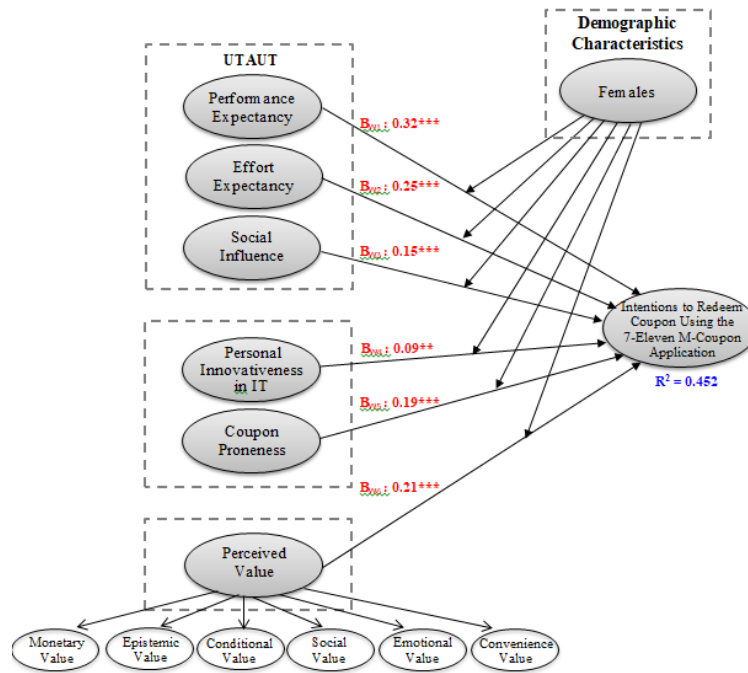 Demographic
Characteristics
Females
UTAUT
Performance
Expectancy
B W1 : 0.32***
Effort
Expectancy
B W2 : 0.25***
Social
Influence
B W3 : 0.15***
Intentions to Redeem
Coupon Using the
7-Eleven M-Coupon
Application
R² = 0.452
Personal
Innovativeness
in IT
B W4 : 0.09**
Coupon
Proneness
B W5 : 0.19***
B W6 : 0.21***
Perceived
Value
Monetary
Value
Epistemic
Value
Conditional
Value
Social
Value
Emotional
Value
Convenience
Value